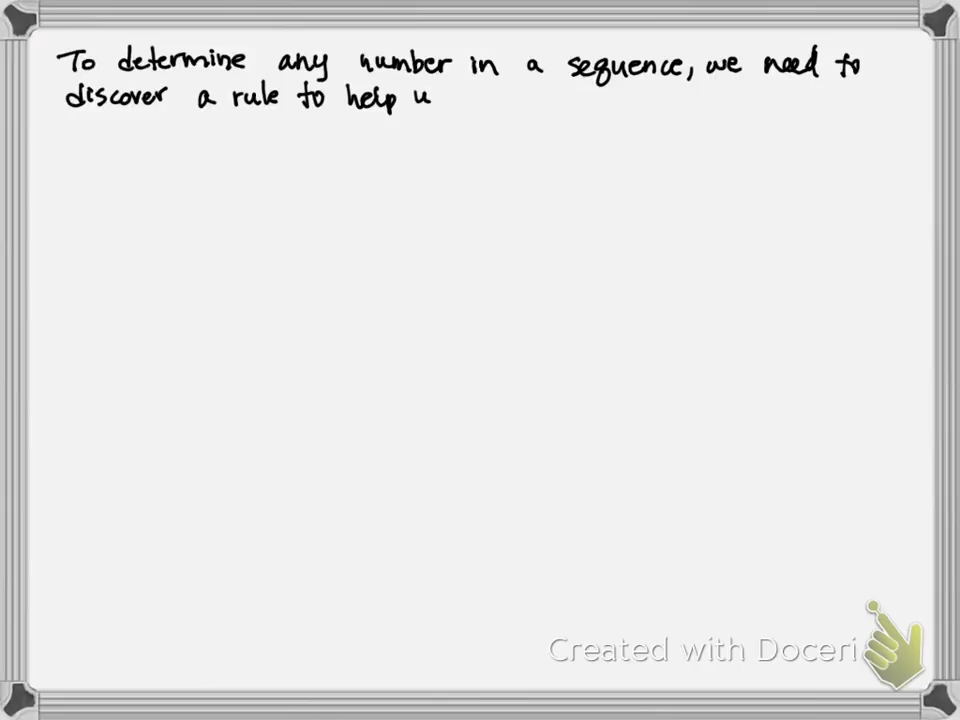 To determine any number in a sequence, we need to
discover a rule to help u
Created with Doceri